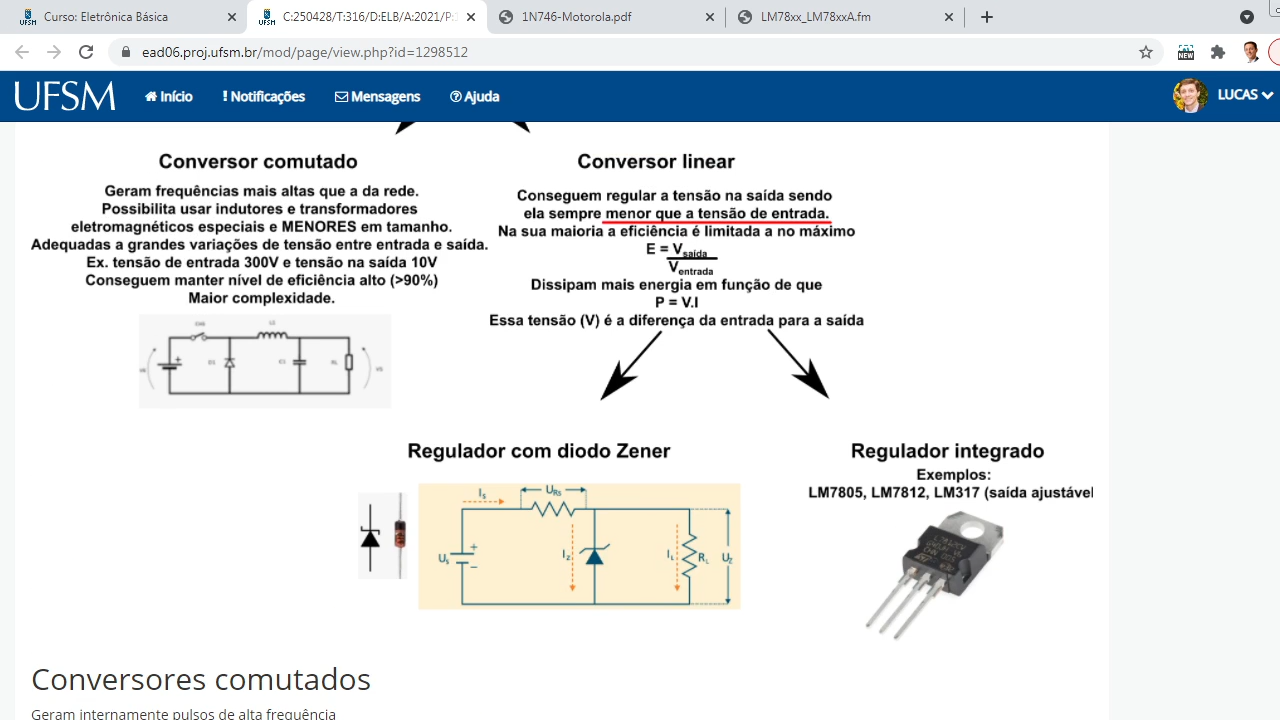 Curso: Eletrônica Básica
C:250428/T:316/D:ELB/A:2021/P
1N746-Motorola.pdf
LM78xx_LM78xxA.fm
ead06.proj.ufsm.br/mod/page/view.php?id=1298512
NEW
UFSM
Início
! Notificações
Mensagens
Ajuda
LUCAS
Conversor comutado
Geram frequências mais altas que a da rede.
Possibilita usar indutores e transformadores
eletromagnéticos especiais e MENORES em tamanho.
Adequadas a grandes variações de tensão entre entrada e saída.
Ex. tensão de entrada 300V e tensão na saída 10V
Conseguem manter nível de eficiência alto (>90%)
Maior complexidade.
Conversor linear
Conseguem regular a tensão na saída sendo
ela sempre menor que a tensão de entrada.
Na sua maioria a eficiência é limitada a no máximo
E = Vsaída
Ventrada
Dissipam mais energia em função de que
P = V.I
Essa tensão (V) é a diferença da entrada para a saída
Regulador com diodo Zener
Is
URs
Us
+
−
Iz
IL
RL
Uz
Regulador integrado
Exemplos:
LM7805, LM7812, LM317 (saída ajustável
L7812CV
Conversores comutados
Geram internamente pulsos de alta frequência